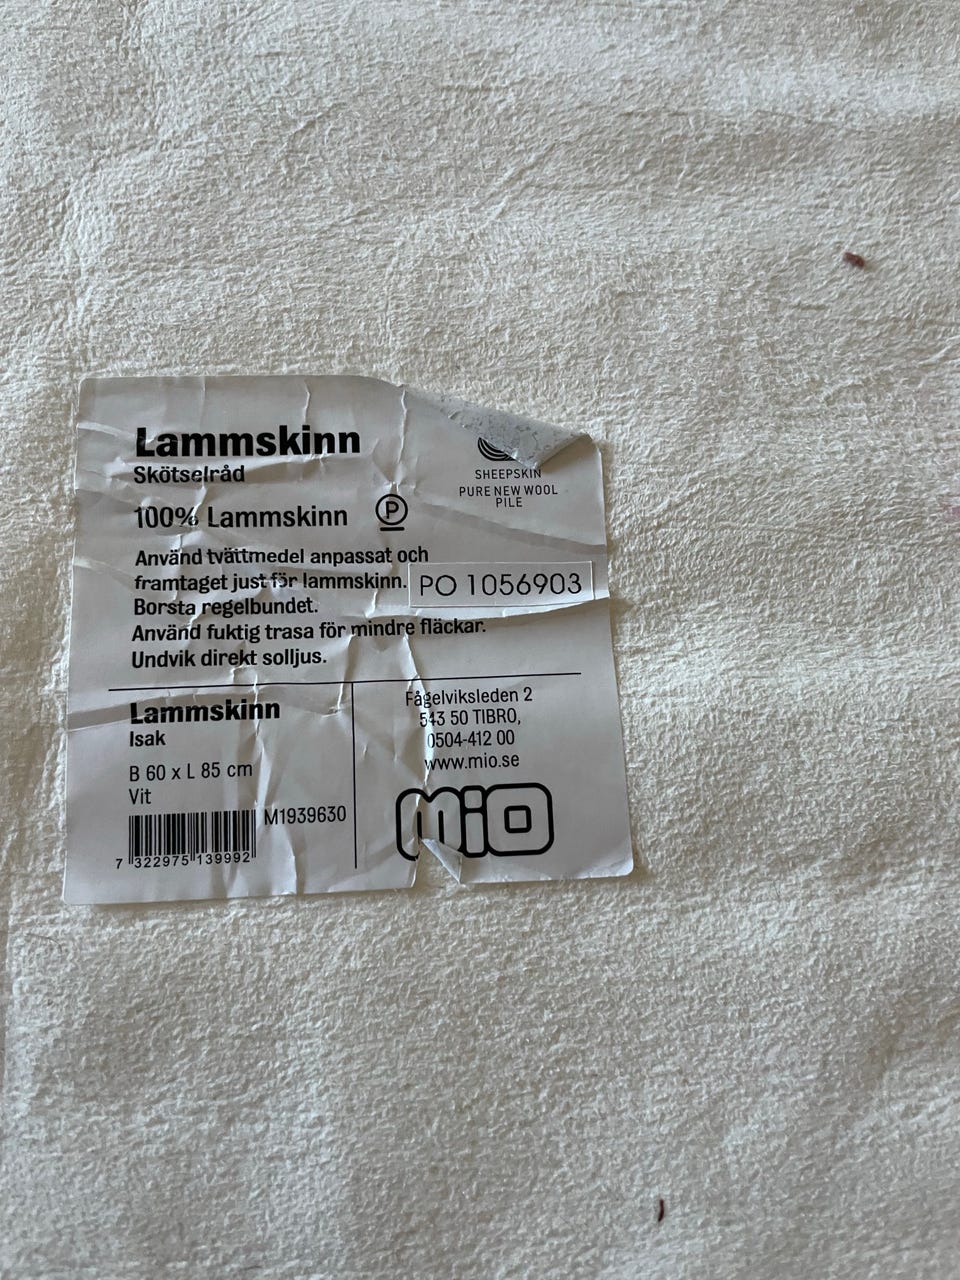 Lammskinn
Skötselråd
100% Lammskinn
P
SHEEPSKIN
PURE NEW WOOL
PILE
Använd tvättmedel anpassat och
framtaget just för lammskinn.
Borsta regelbundet.
Använd fuktig trasa för mindre fläckar.
Undvik direkt solljus.
PO 1056903
Lammskinn
Isak
B 60 x L 85 cm
Vit
M1939630
7 322975 139992
Fågelviksleden 2
543 50 TIBRO,
0504-412 00
www.mio.se
mio